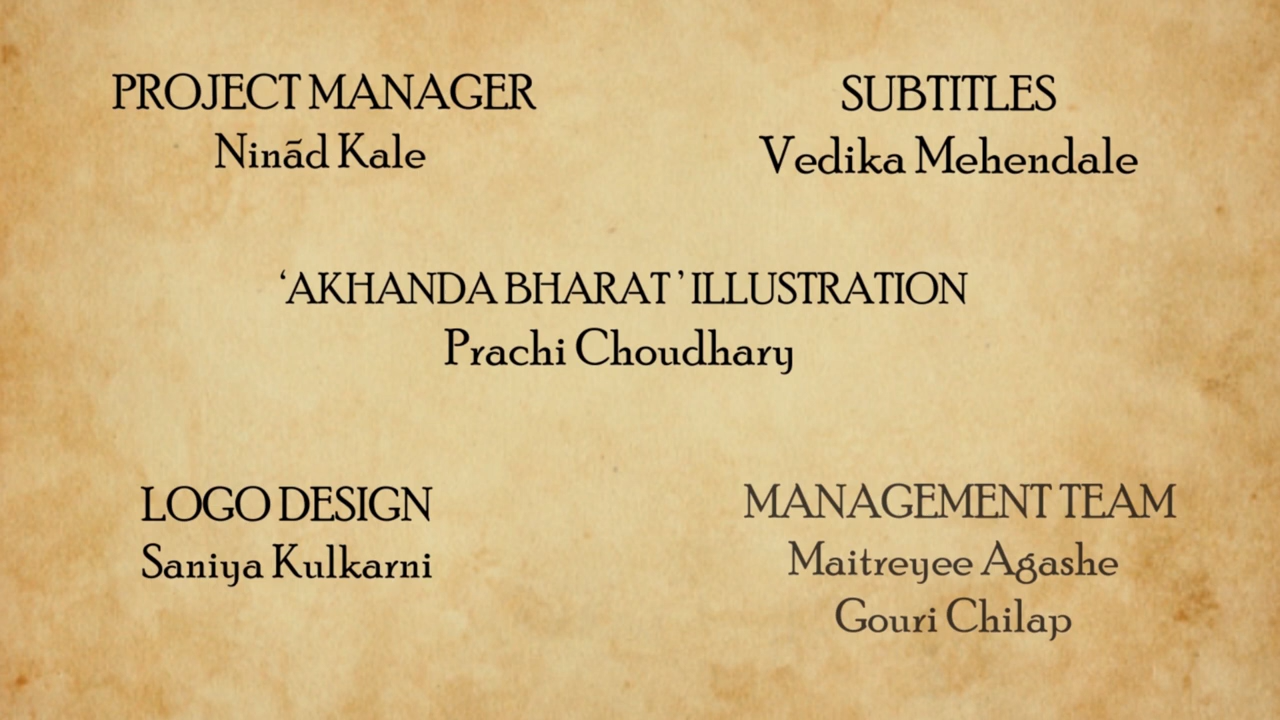 PROJECT MANAGER
Ninãd Kale
SUBTITLES
Vedika Mehendale
‘AKHANDA BHARAT’ ILLUSTRATION
Prachi Choudhary
LOGO DESIGN
Saniya Kulkarni
MANAGEMENT TEAM
Maitreyee Agashe
Gouri Chilap